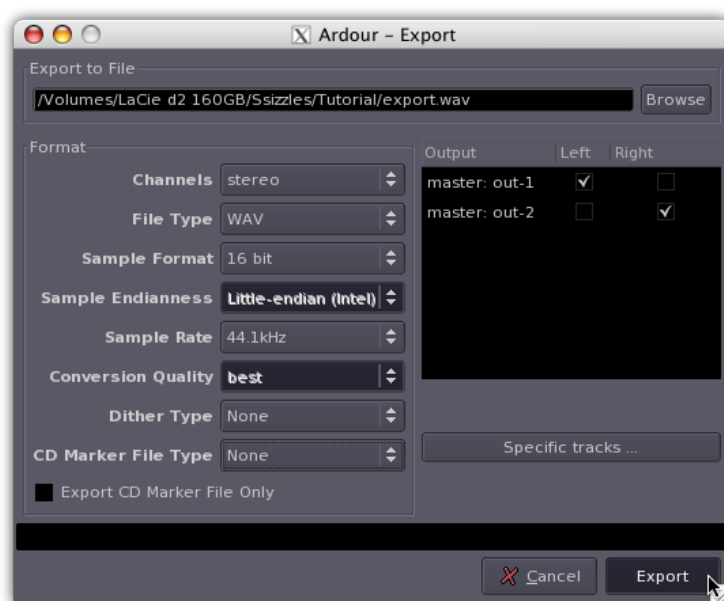 Ardour – Export
Export to File
/Volumes/LaCie d2 160GB/Ssizzles/Tutorial/export.wav
Browse
Format
Channels stereo
File Type WAV
Sample Format 16 bit
Sample Endianness Little-endian (Intel)
Sample Rate 44.1kHz
Conversion Quality best
Dither Type None
CD Marker File Type None
Export CD Marker File Only
Output Left Right
master: out-1
master: out-2
Specific tracks ...
Cancel
Export